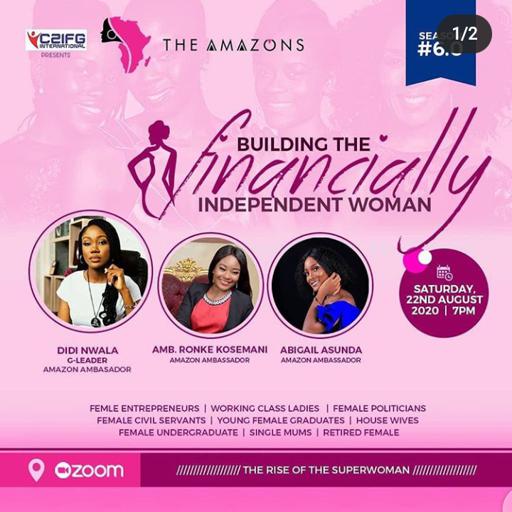 C2IFG
INTERNATIONAL
PRESENTS
THE AMAZONS
1/2
BUILDING THE
financially
INDEPENDENT WOMAN
SATURDAY,
22ND AUGUST
2020 | 7PM
DIDI NWALA
G-LEADER
AMAZON AMBASADOR
AMB. RONKE KOSEMANI
AMAZON AMBASSADOR
ABIGAIL ASUNDA
AMAZON AMBASSADOR
FEMLE ENTREPRENEURS | WORKING CLASS LADIES | FEMALE POLITICIANS
FEMALE CIVIL SERVANTS | YOUNG FEMALE GRADUATES | HOUSE WIVES
FEMALE UNDERGRADUATE | SINGLE MUMS | RETIRED FEMALE
zoom
/////////////////// THE RISE OF THE SUPERWOMAN ///////////////////